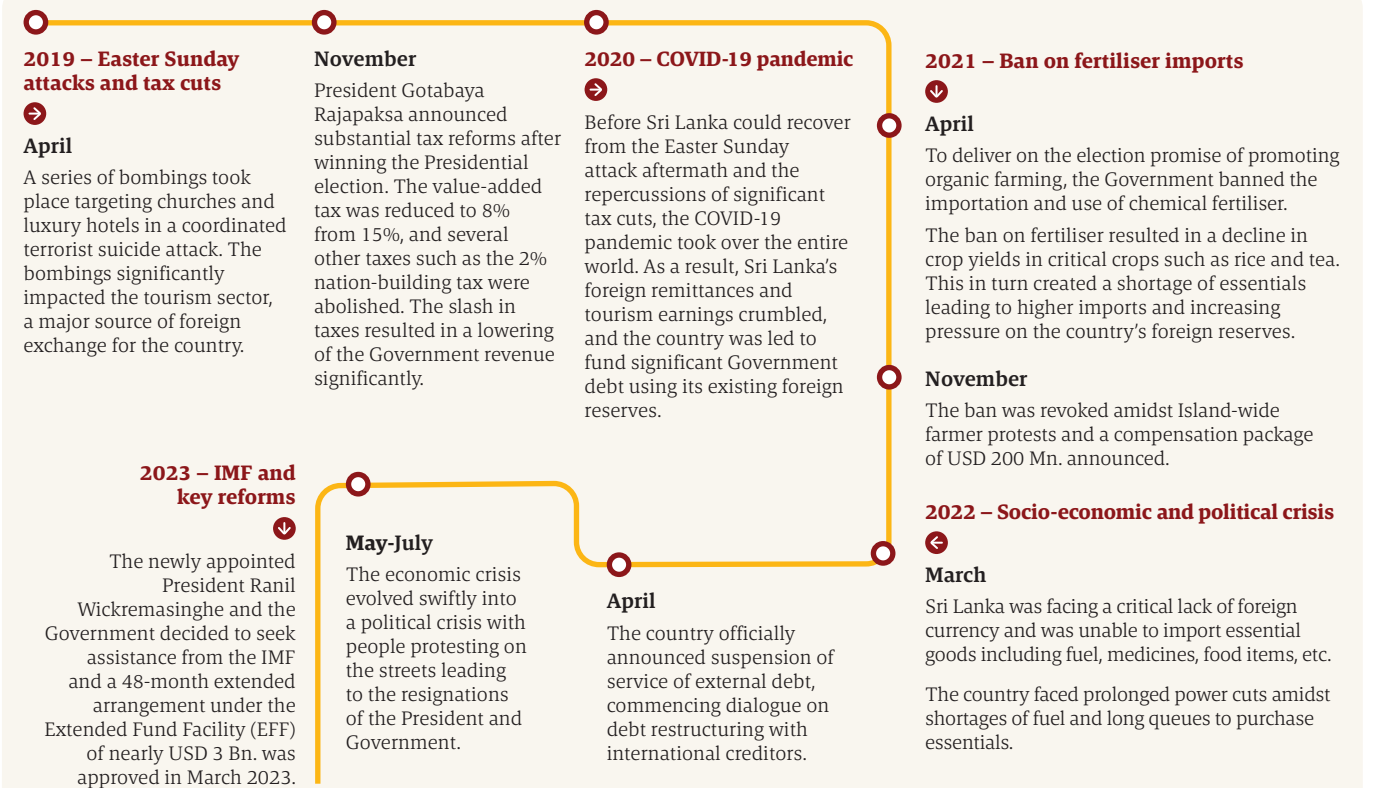 2019 – Easter Sunday
attacks and tax cuts
April
A series of bombings took
place targeting churches and
luxury hotels in a coordinated
terrorist suicide attack. The
bombings significantly
impacted the tourism sector,
a major source of foreign
exchange for the country.
November
President Gotabaya
Rajapaksa announced
substantial tax reforms after
winning the Presidential
election. The value-added
tax was reduced to 8%
from 15%, and several
other taxes such as the 2%
nation-building tax were
abolished. The slash in
taxes resulted in a lowering
of the Government revenue
significantly.
2020 – COVID-19 pandemic
Before Sri Lanka could recover
from the Easter Sunday
attack aftermath and the
repercussions of significant
tax cuts, the COVID-19
pandemic took over the entire
world. As a result, Sri Lanka’s
foreign remittances and
tourism earnings crumbled,
and the country was led to
fund significant Government
debt using its existing foreign
reserves.
2021 – Ban on fertiliser imports
April
To deliver on the election promise of promoting
organic farming, the Government banned the
importation and use of chemical fertiliser.
The ban on fertiliser resulted in a decline in
crop yields in critical crops such as rice and tea.
This in turn created a shortage of essentials
leading to higher imports and increasing
pressure on the country’s foreign reserves.
November
The ban was revoked amidst Island-wide
farmer protests and a compensation package
of USD 200 Mn. announced.
2022 – Socio-economic and political crisis
March
Sri Lanka was facing a critical lack of foreign
currency and was unable to import essential
goods including fuel, medicines, food items, etc.
The country faced prolonged power cuts amidst
shortages of fuel and long queues to purchase
essentials.
April
The country officially
announced suspension of
service of external debt,
commencing dialogue on
debt restructuring with
international creditors.
May-July
The economic crisis
evolved swiftly into
a political crisis with
people protesting on
the streets leading
to the resignations
of the President and
Government.
2023 – IMF and
key reforms
The newly appointed
President Ranil
Wickremasinghe and the
Government decided to seek
assistance from the IMF
and a 48-month extended
arrangement under the
Extended Fund Facility (EFF)
of nearly USD 3 Bn. was
approved in March 2023.